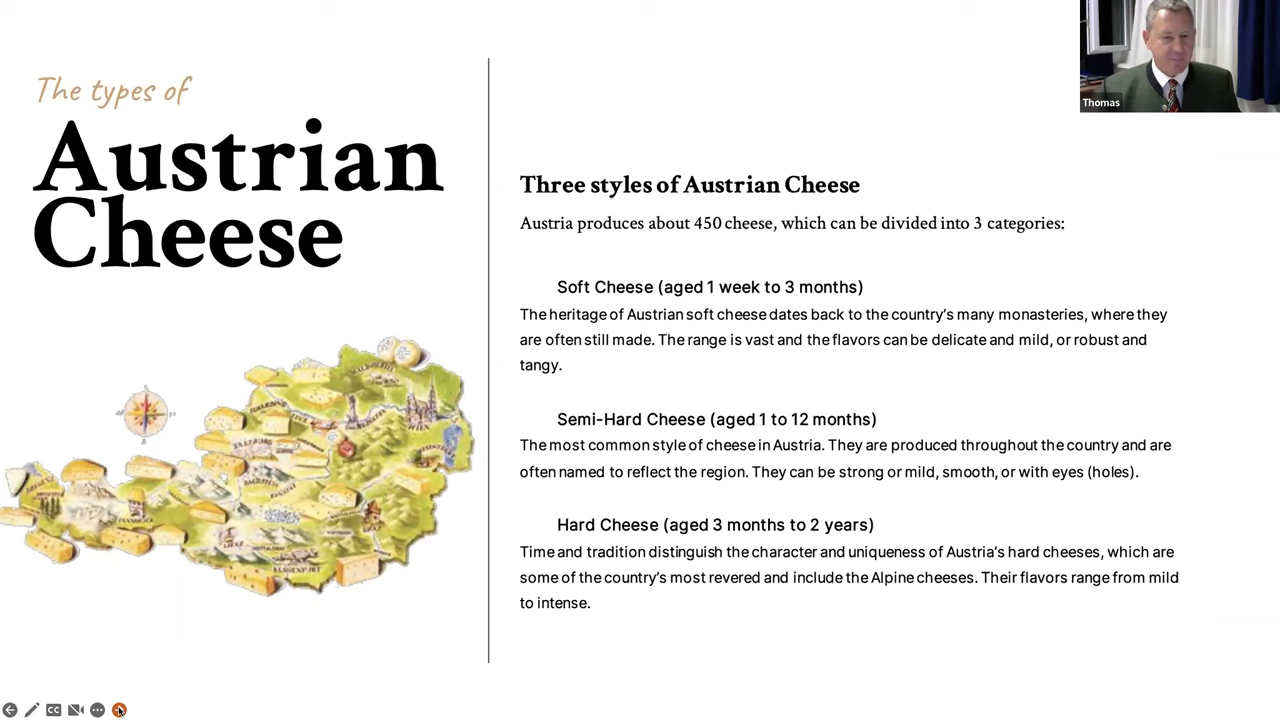 The types of
Austrian
Cheese
Thomas
Three styles of Austrian Cheese
Austria produces about 450 cheese, which can be divided into 3 categories:
Soft Cheese (aged 1 week to 3 months)
The heritage of Austrian soft cheese dates back to the country's many monasteries, where they
are often still made. The range is vast and the flavors can be delicate and mild, or robust and
tangy.
Semi-Hard Cheese (aged 1 to 12 months)
The most common style of cheese in Austria. They are produced throughout the country and are
often named to reflect the region. They can be strong or mild, smooth, or with eyes (holes).
Hard Cheese (aged 3 months to 2 years)
Time and tradition distinguish the character and uniqueness of Austria's hard cheeses, which are
some of the country's most revered and include the Alpine cheeses. Their flavors range from mild
to intense.
WIEN
SALZBURG
INNSBRUCK
LIENZ
KLAGENFURT
CC